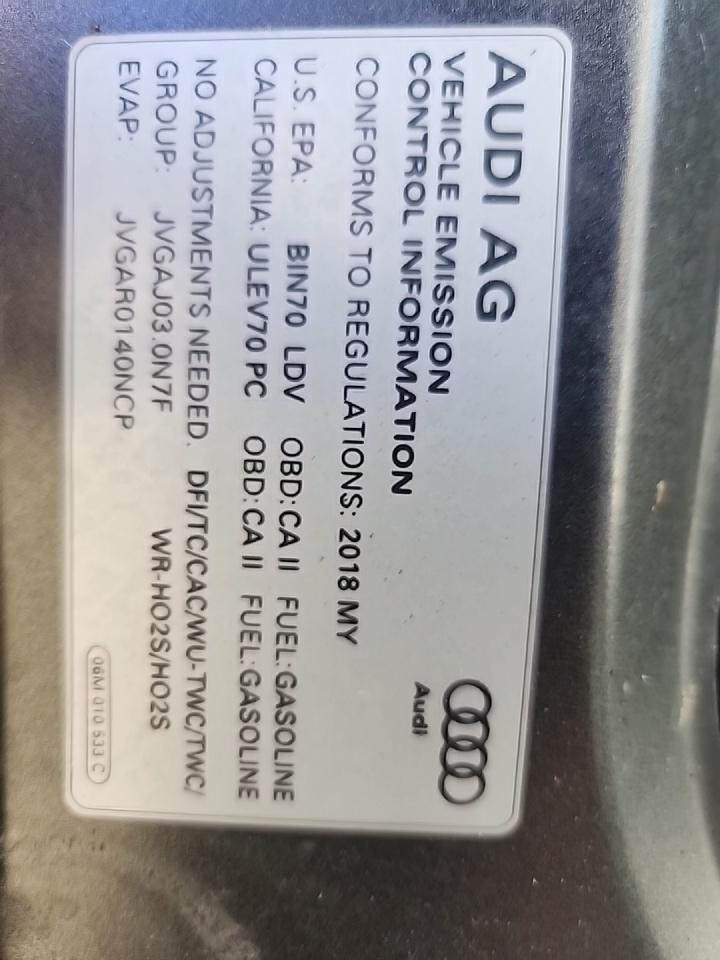 AUDI AG
VEHICLE EMISSION
CONTROL INFORMATION
Audi
CONFORMS TO REGULATIONS: 2018 MY
U.S. EPA: BIN70 LDV OBD:CA II FUEL:GASOLINE
CALIFORNIA: ULEV70 PC OBD:CA II FUEL:GASOLINE
NO ADJUSTMENTS NEEDED. DFI/TC/CAC/WU-TWC/TWC/
GROUP: JVGAJ03.0N7F WR-HO2S/HO2S
EVAP: JVGAR0140NCP
06M 010 533 C